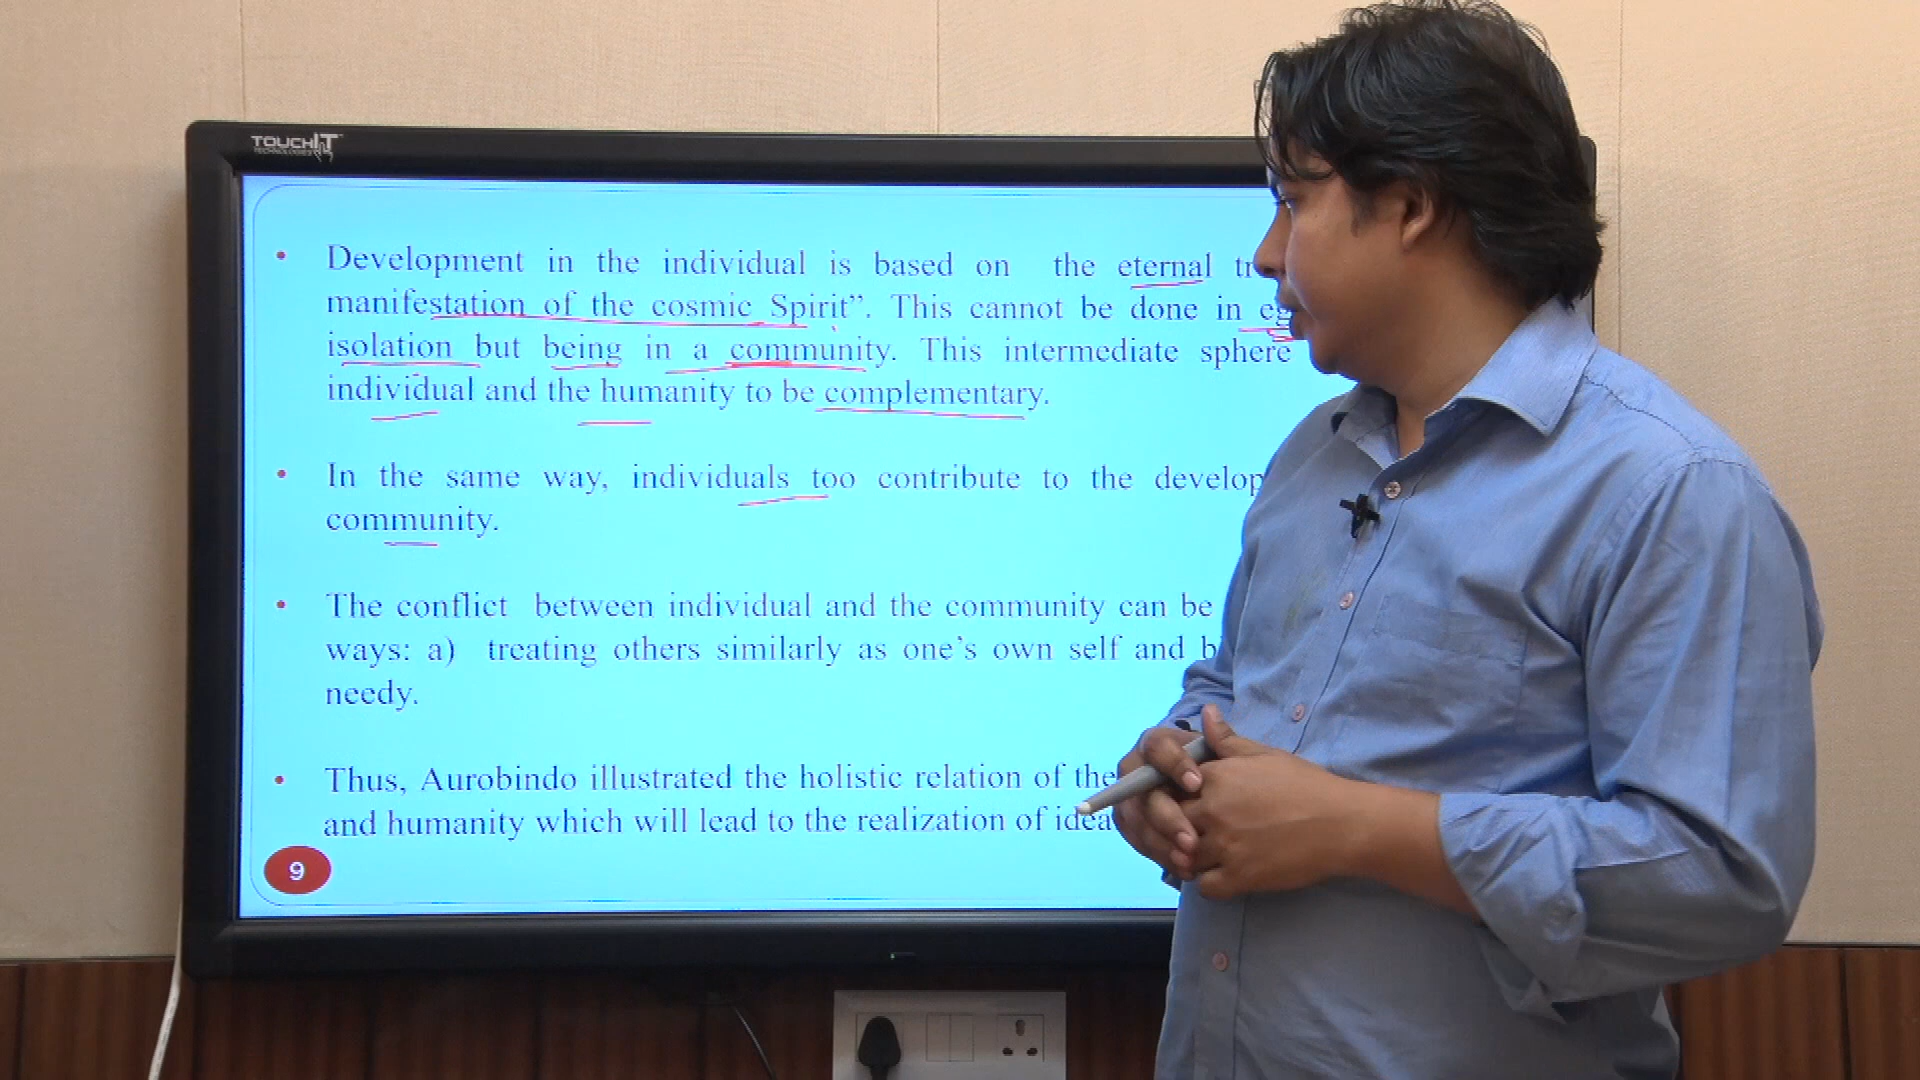 TOUCHIT
TECHNOLOGIES
• Development in the individual is based on the eternal
manifestation of the cosmic Spirit”. This cannot be done in
isolation but being in a community. This intermediate sphere
individual and the humanity to be complementary.
• In the same way, individuals too contribute to the
community.
• The conflict between individual and the community can be
ways: a) treating others similarly as one’s own self and
needy.
• Thus, Aurobindo illustrated the holistic relation of the
and humanity which will lead to the realization of
9